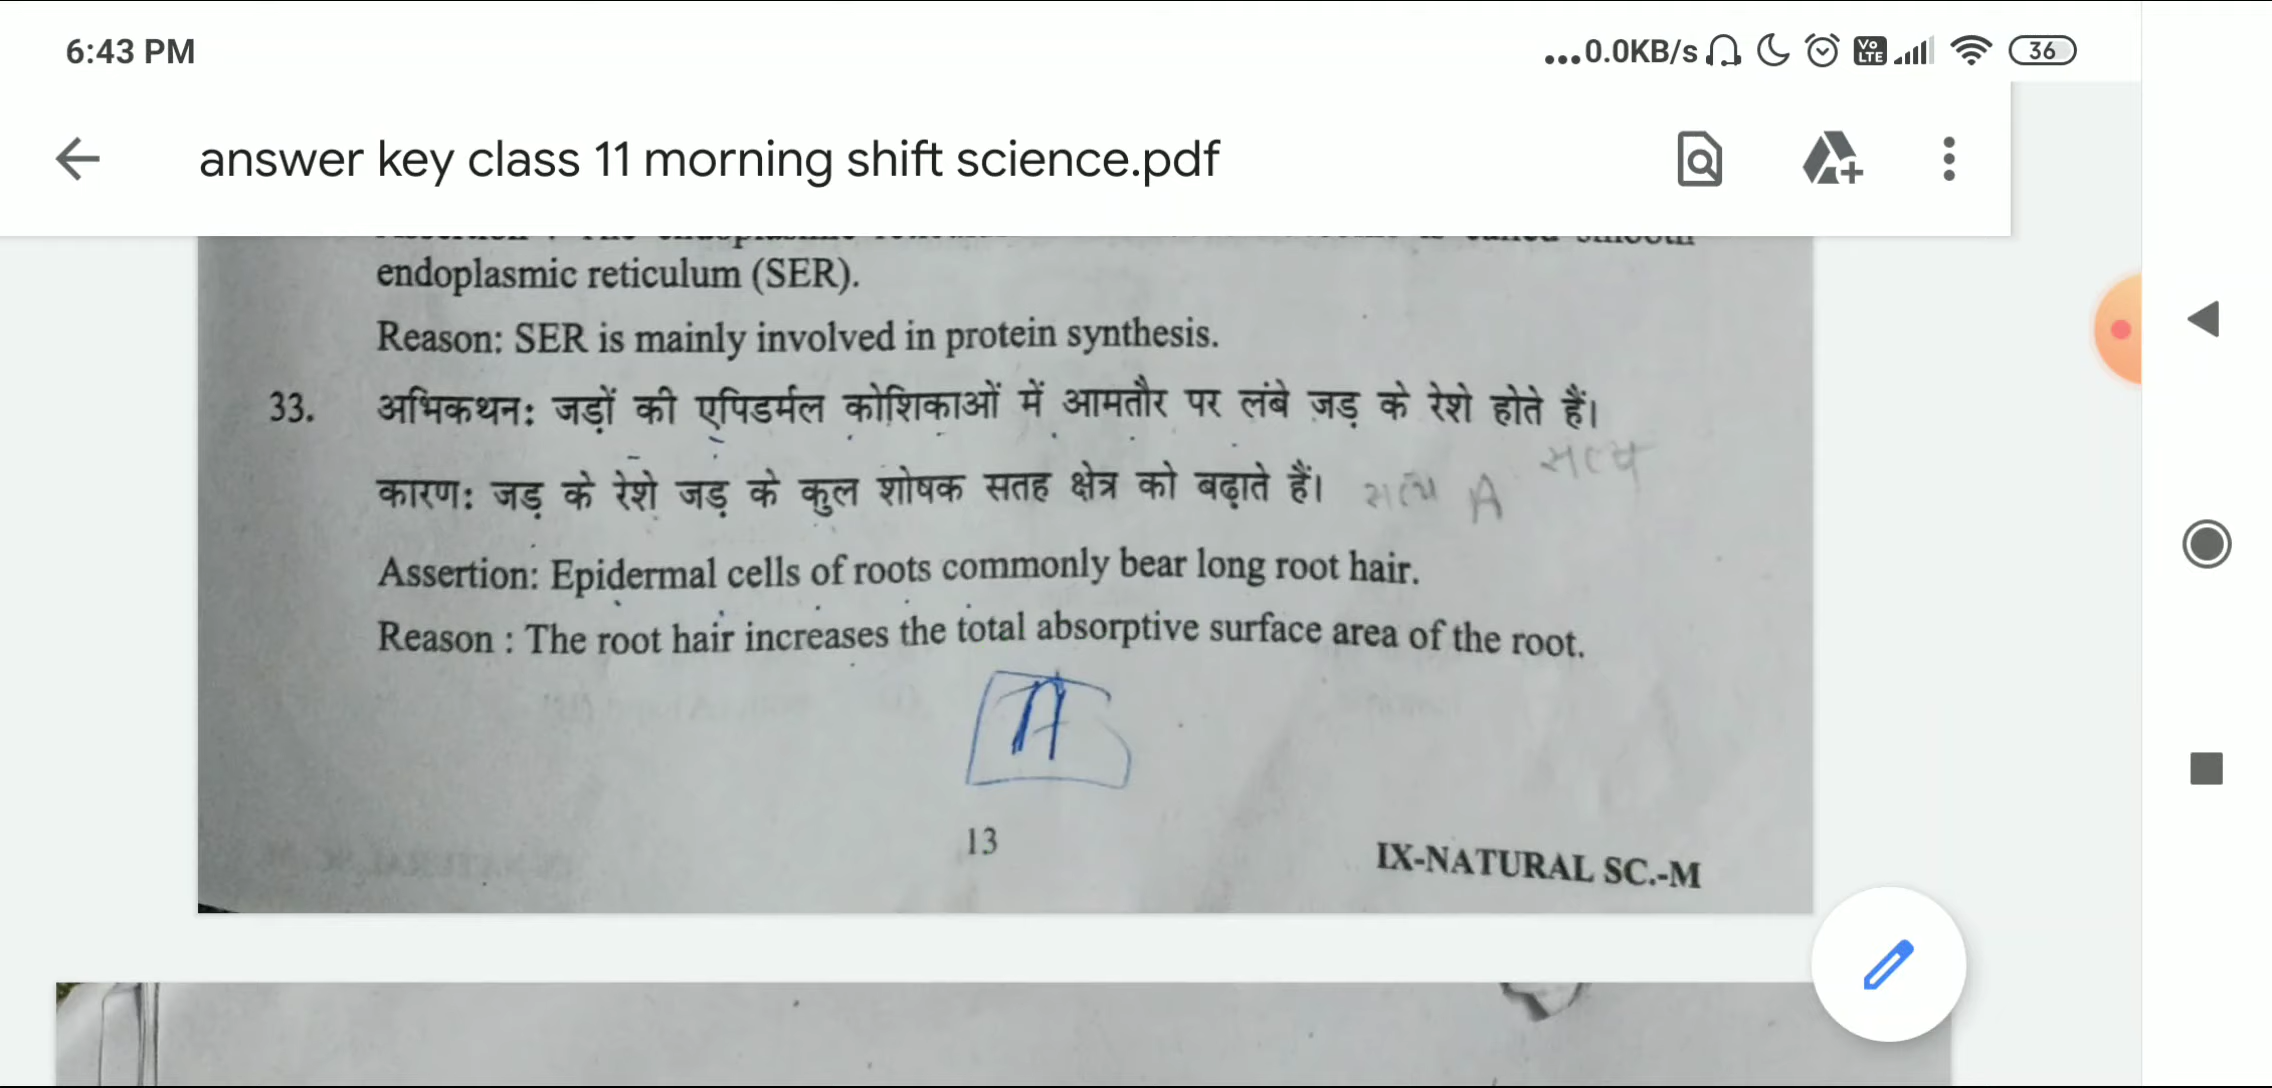 6:43 PM
...0.0KB/s Vo LTE 36
answer key class 11 morning shift science.pdf
endoplasmic reticulum (SER).
Reason: SER is mainly involved in protein synthesis.
33. अभिकथन: जड़ों की एपिडर्मल कोशिकाओं में आमतौर पर लंबे जड़ के रेशे होते हैं।
सत्य
कारण: जड़ के रेशे जड़ के कुल शोषक सतह क्षेत्र को बढ़ाते हैं। सत्य A
Assertion: Epidermal cells of roots commonly bear long root hair.
Reason : The root hair increases the total absorptive surface area of the root.
A
13
IX-NATURAL SC.-M